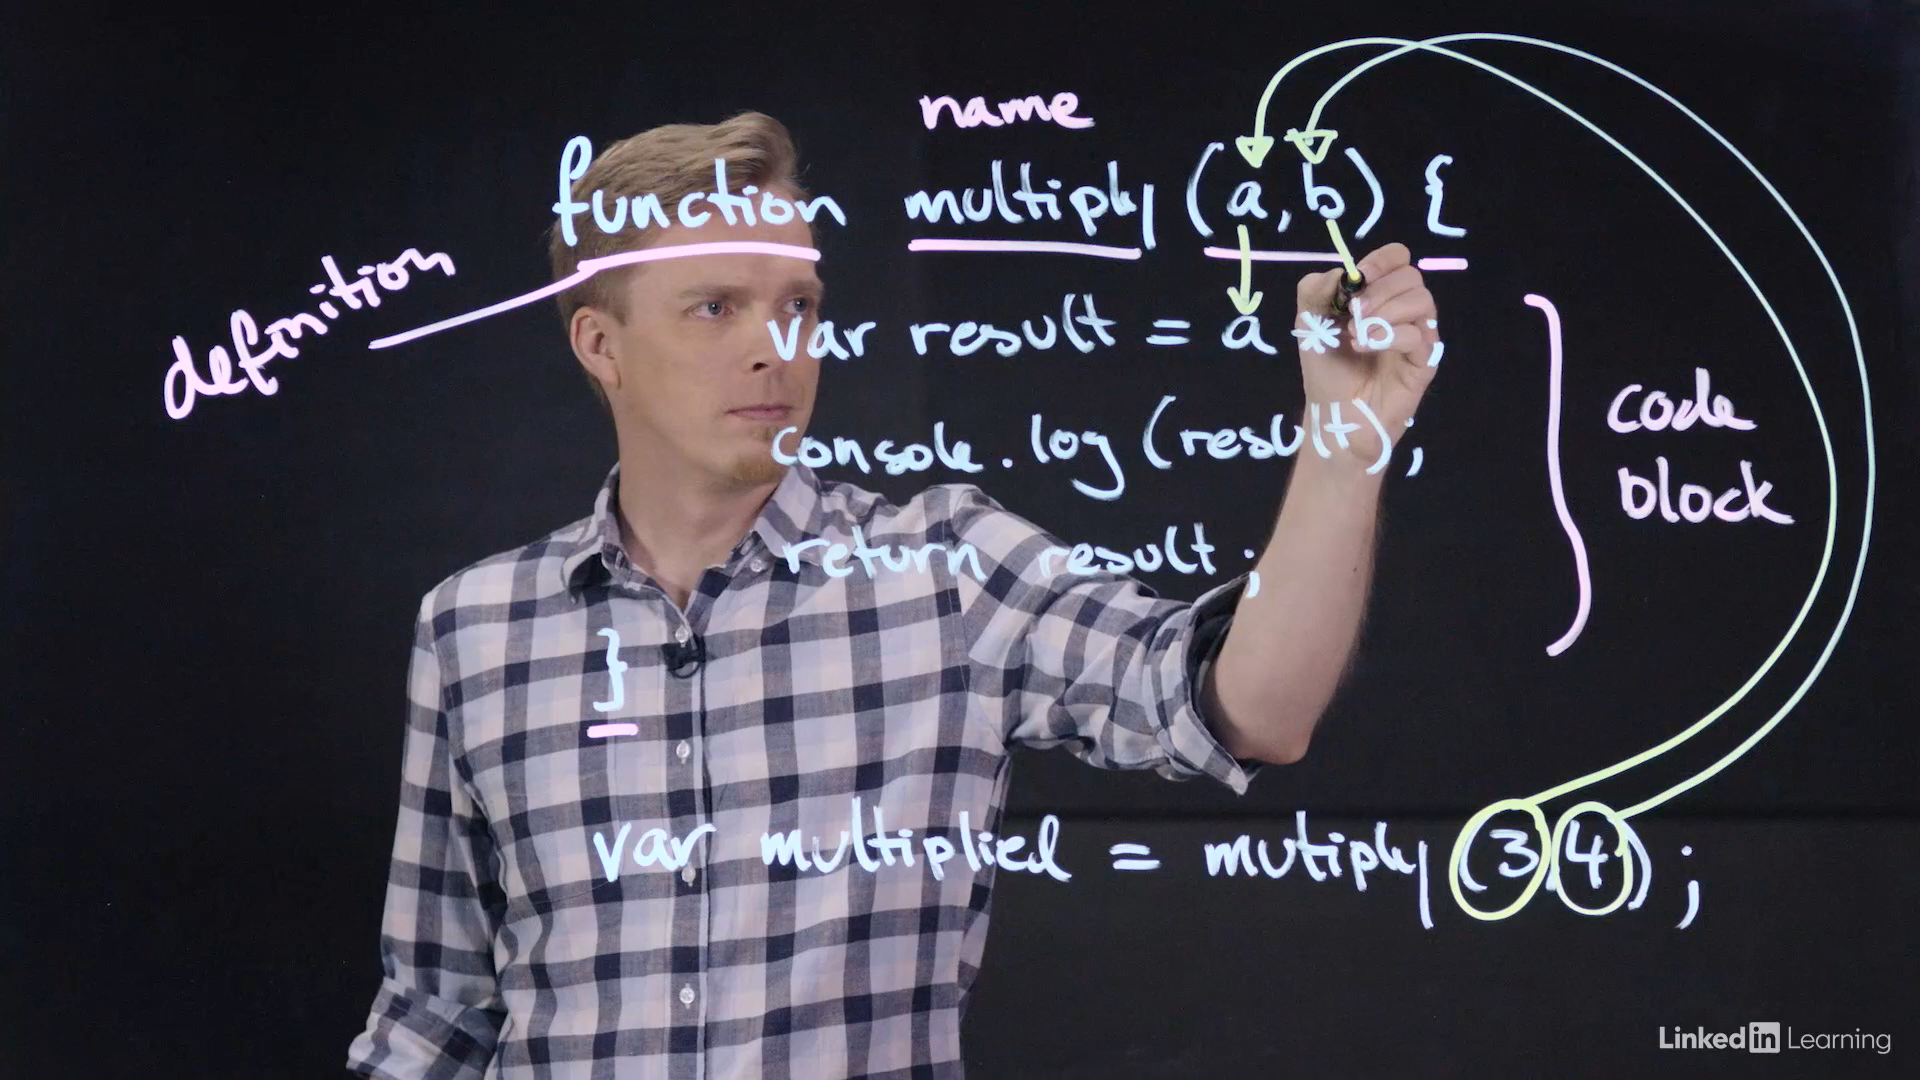 name
function multiply (a, b) {
definition
var result = a * b;
console.log (result);
code
block
return result;
}
var multiplied = mutiply (3, 4);
LinkedIn Learning